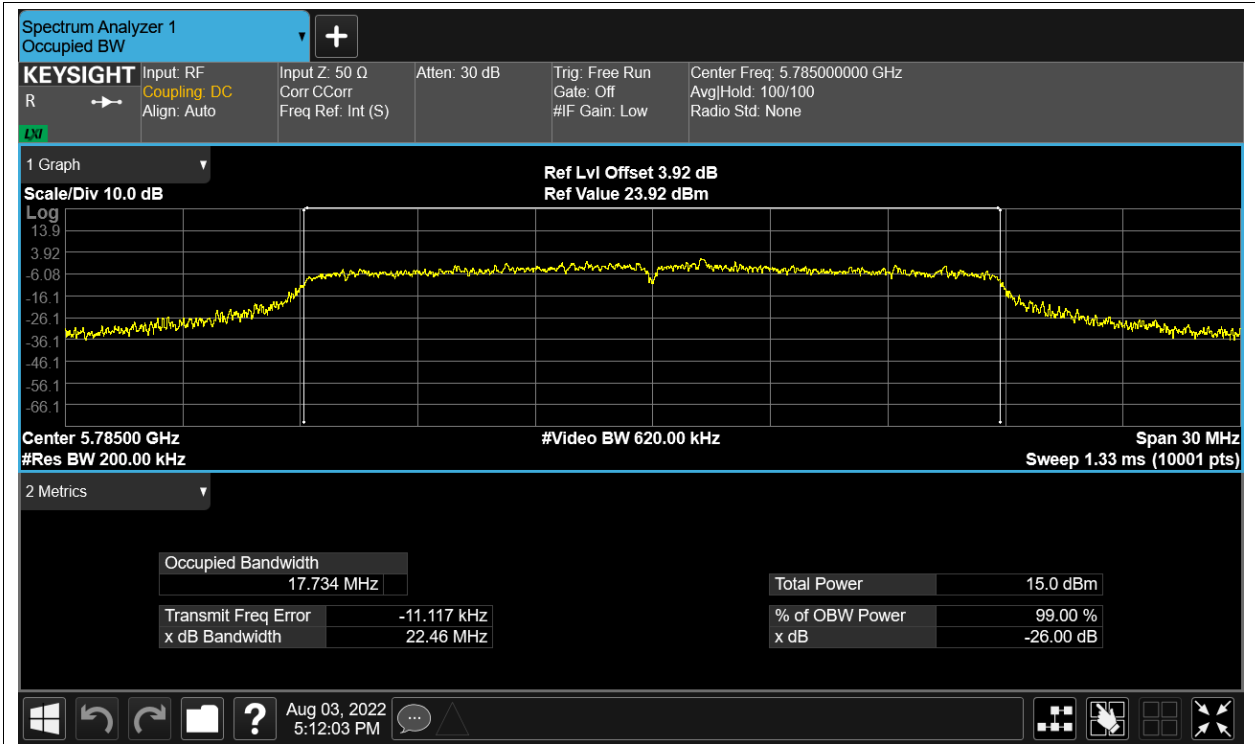 Spectrum Analyzer 1
Occupied BW
KEYSIGHT
R
LXI
Input: RF
Coupling: DC
Align: Auto
Input Z: 50 Ω
Corr CCorr
Freq Ref: Int (S)
Atten: 30 dB
Trig: Free Run
Gate: Off
#IF Gain: Low
Center Freq: 5.785000000 GHz
Avg|Hold: 100/100
Radio Std: None
1 Graph
Scale/Div 10.0 dB
Ref Lvl Offset 3.92 dB
Ref Value 23.92 dBm
Log
13.9
3.92
-6.08
-16.1
-26.1
-36.1
-46.1
-56.1
-66.1
Center 5.78500 GHz
#Video BW 620.00 kHz
Span 30 MHz
#Res BW 200.00 kHz
Sweep 1.33 ms (10001 pts)
2 Metrics
Occupied Bandwidth
17.734 MHz
Total Power 15.0 dBm
Transmit Freq Error -11.117 kHz
% of OBW Power 99.00 %
x dB Bandwidth 22.46 MHz
x dB -26.00 dB
?
Aug 03, 2022
5:12:03 PM